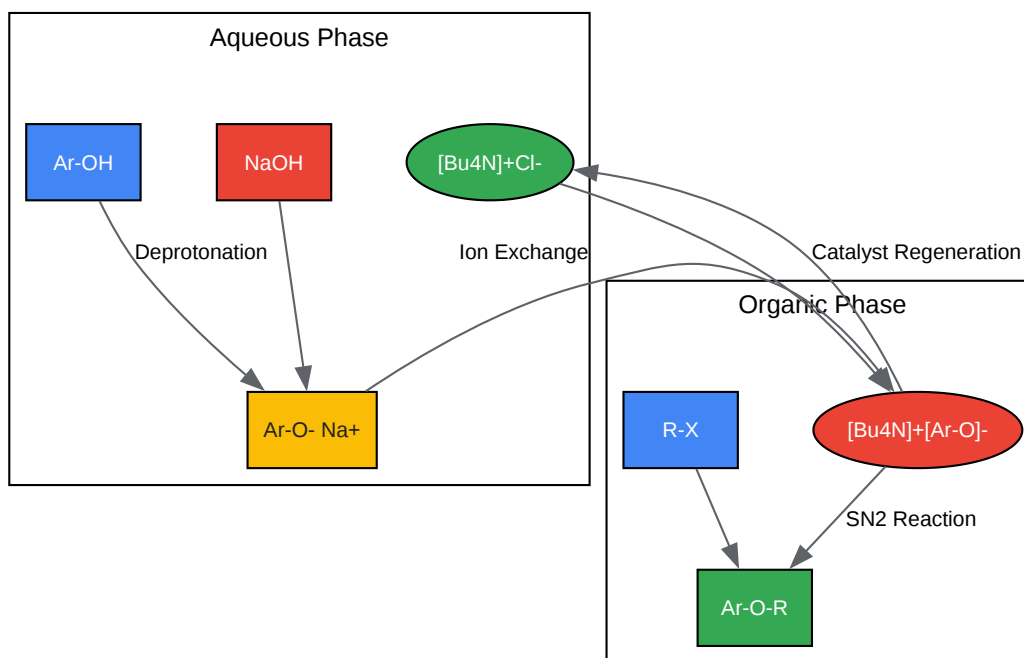 Aqueous Phase
Ar-OH
NaOH
[Bu4N]+Cl-
Deprotonation
Ion Exchange
Catalyst Regeneration
Organic Phase
Ar-O- Na+
R-X
[Bu4N]+[Ar-O]-
SN2 Reaction
Ar-O-R